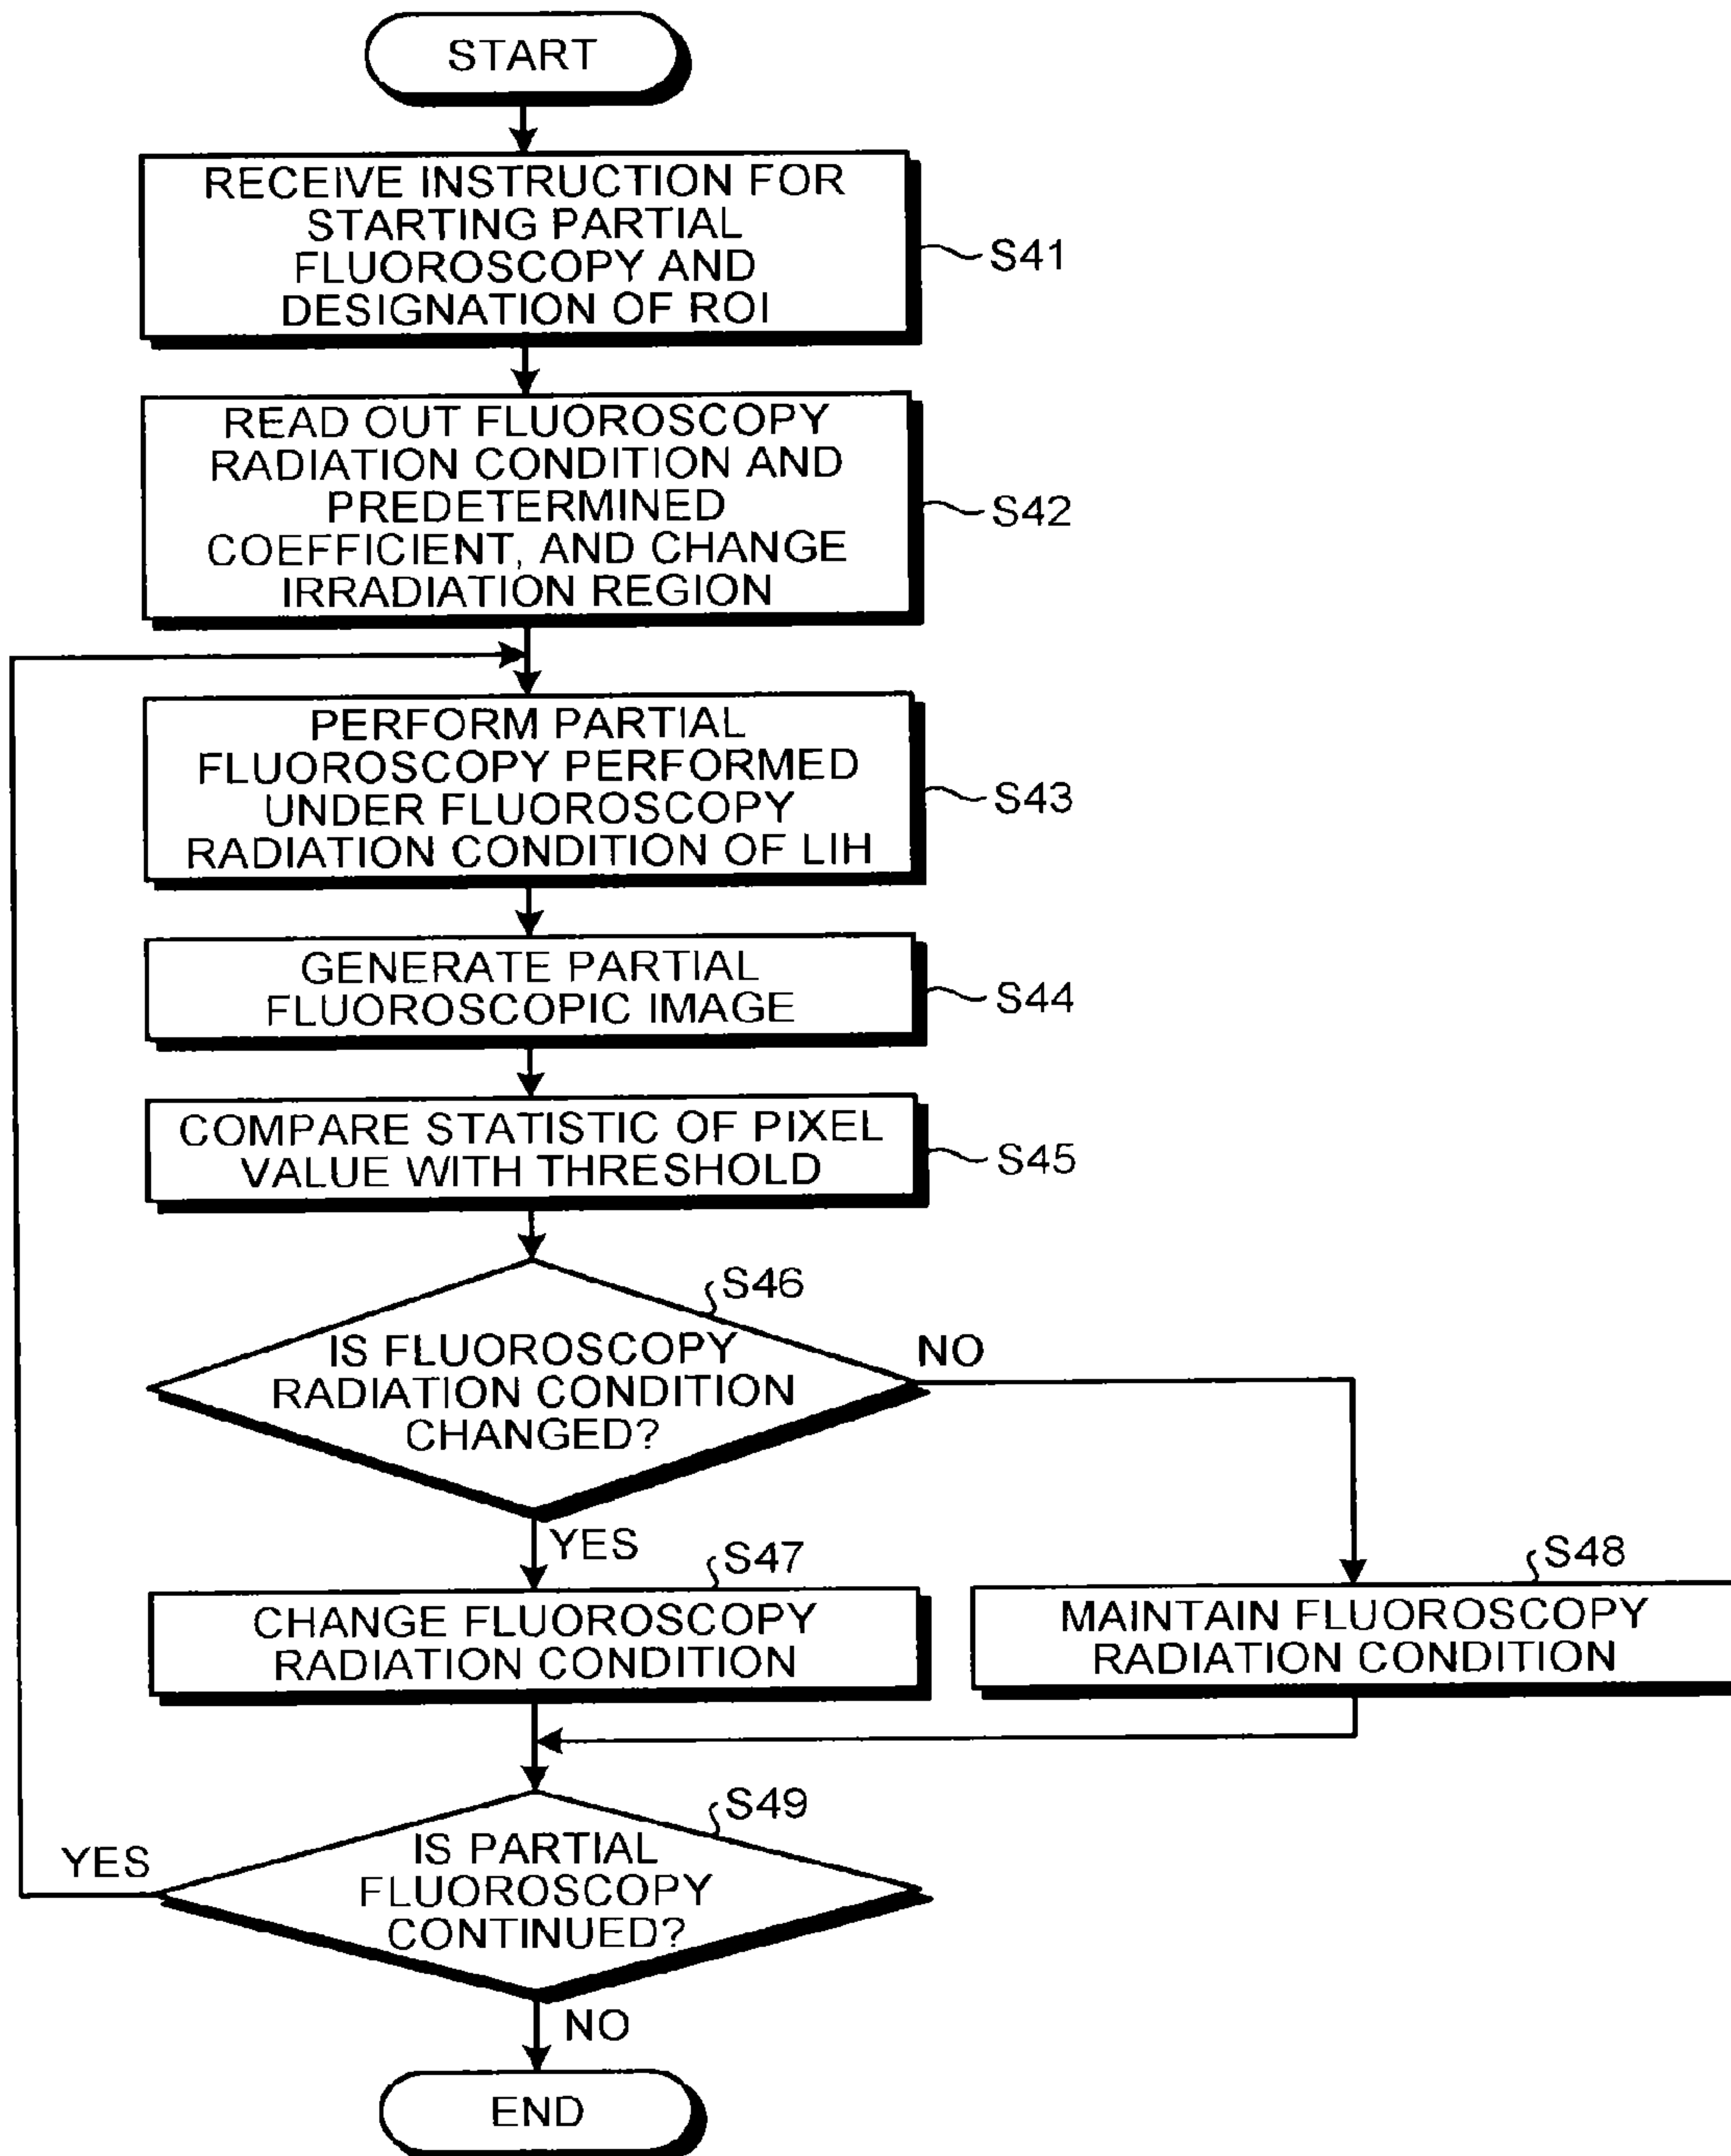 START
RECEIVE INSTRUCTION FOR
STARTING PARTIAL
FLUOROSCOPY AND
DESIGNATION OF ROI
S41
READ OUT FLUOROSCOPY
RADIATION CONDITION AND
PREDETERMINED
COEFFICIENT, AND CHANGE
IRRADIATION REGION
S42
PERFORM PARTIAL
FLUOROSCOPY PERFORMED
UNDER FLUOROSCOPY
RADIATION CONDITION OF LIH
S43
GENERATE PARTIAL
FLUOROSCOPIC IMAGE
S44
COMPARE STATISTIC OF PIXEL
VALUE WITH THRESHOLD
S45
S46
IS FLUOROSCOPY
RADIATION CONDITION
CHANGED?
NO
YES
S47
CHANGE FLUOROSCOPY
RADIATION CONDITION
S48
MAINTAIN FLUOROSCOPY
RADIATION CONDITION
S49
IS PARTIAL
FLUOROSCOPY
CONTINUED?
YES
NO
END